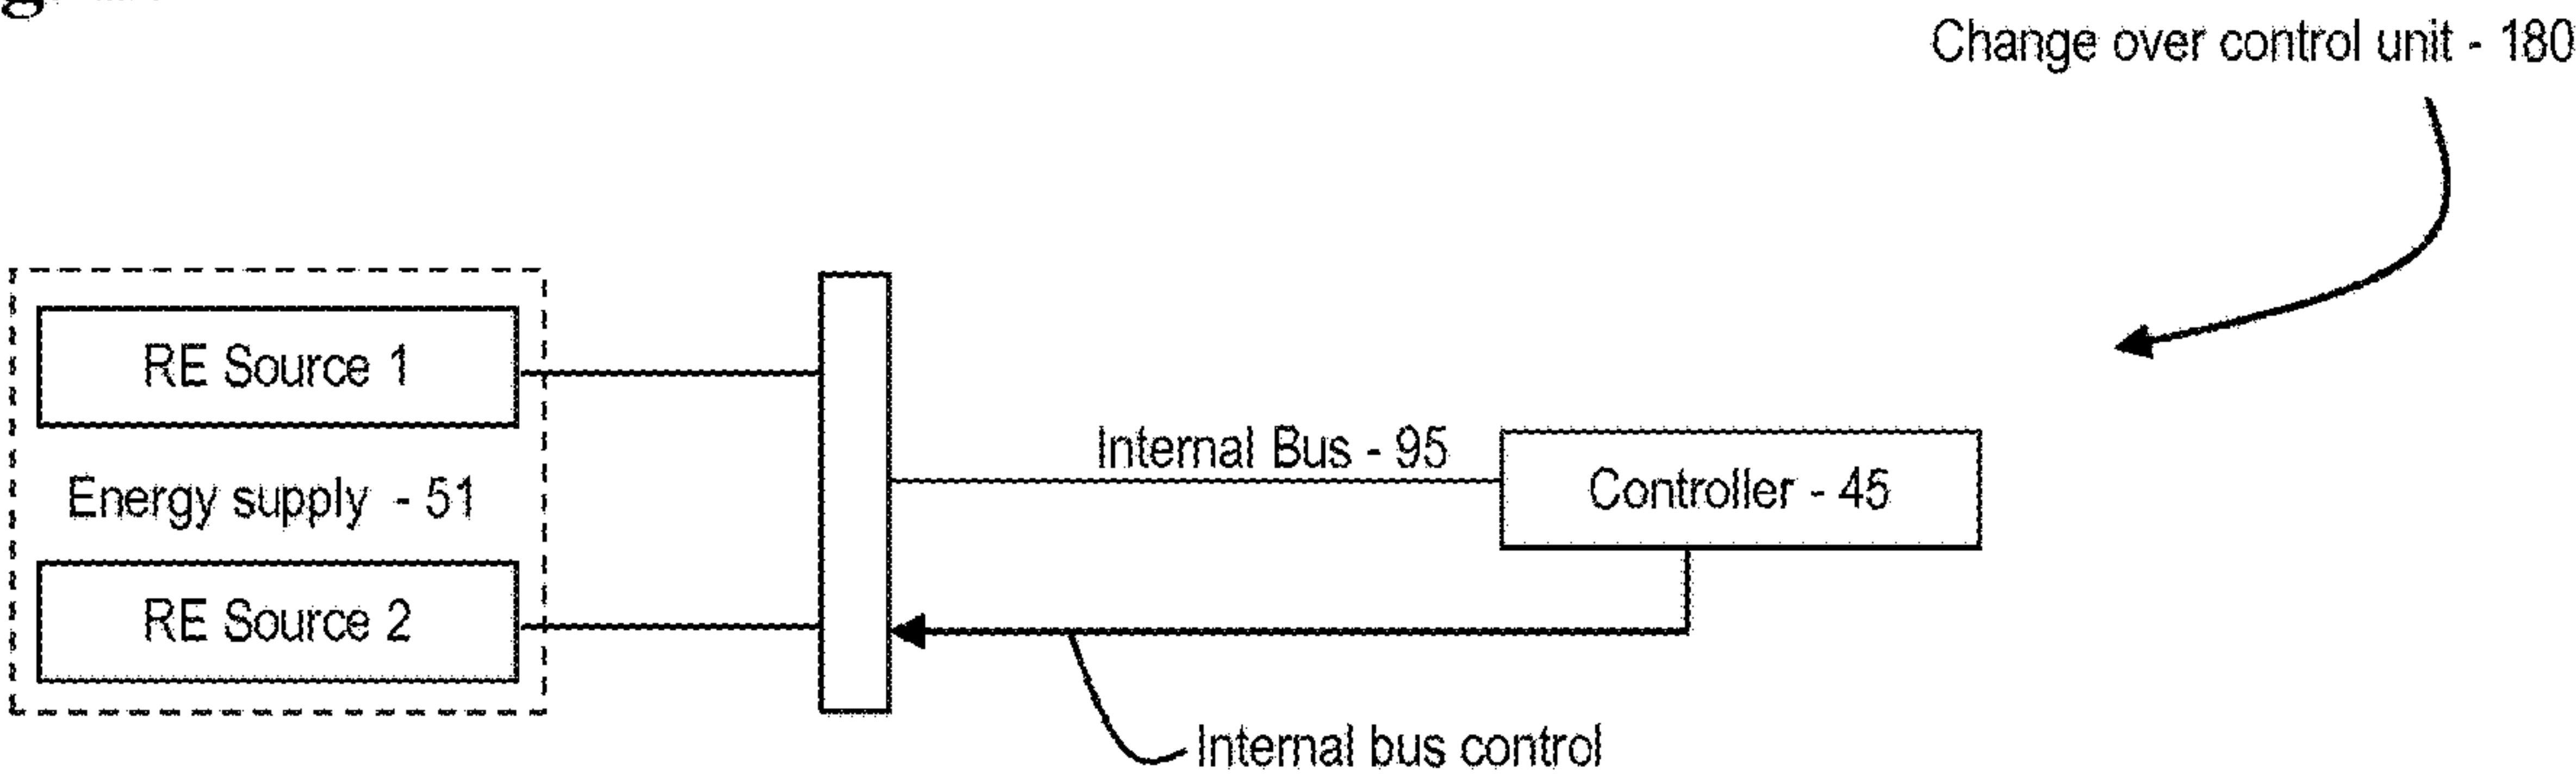 Change over control unit - 180
RE Source 1
Internal Bus - 95
Controller - 45
Energy supply - 51
RE Source 2
Internal bus control